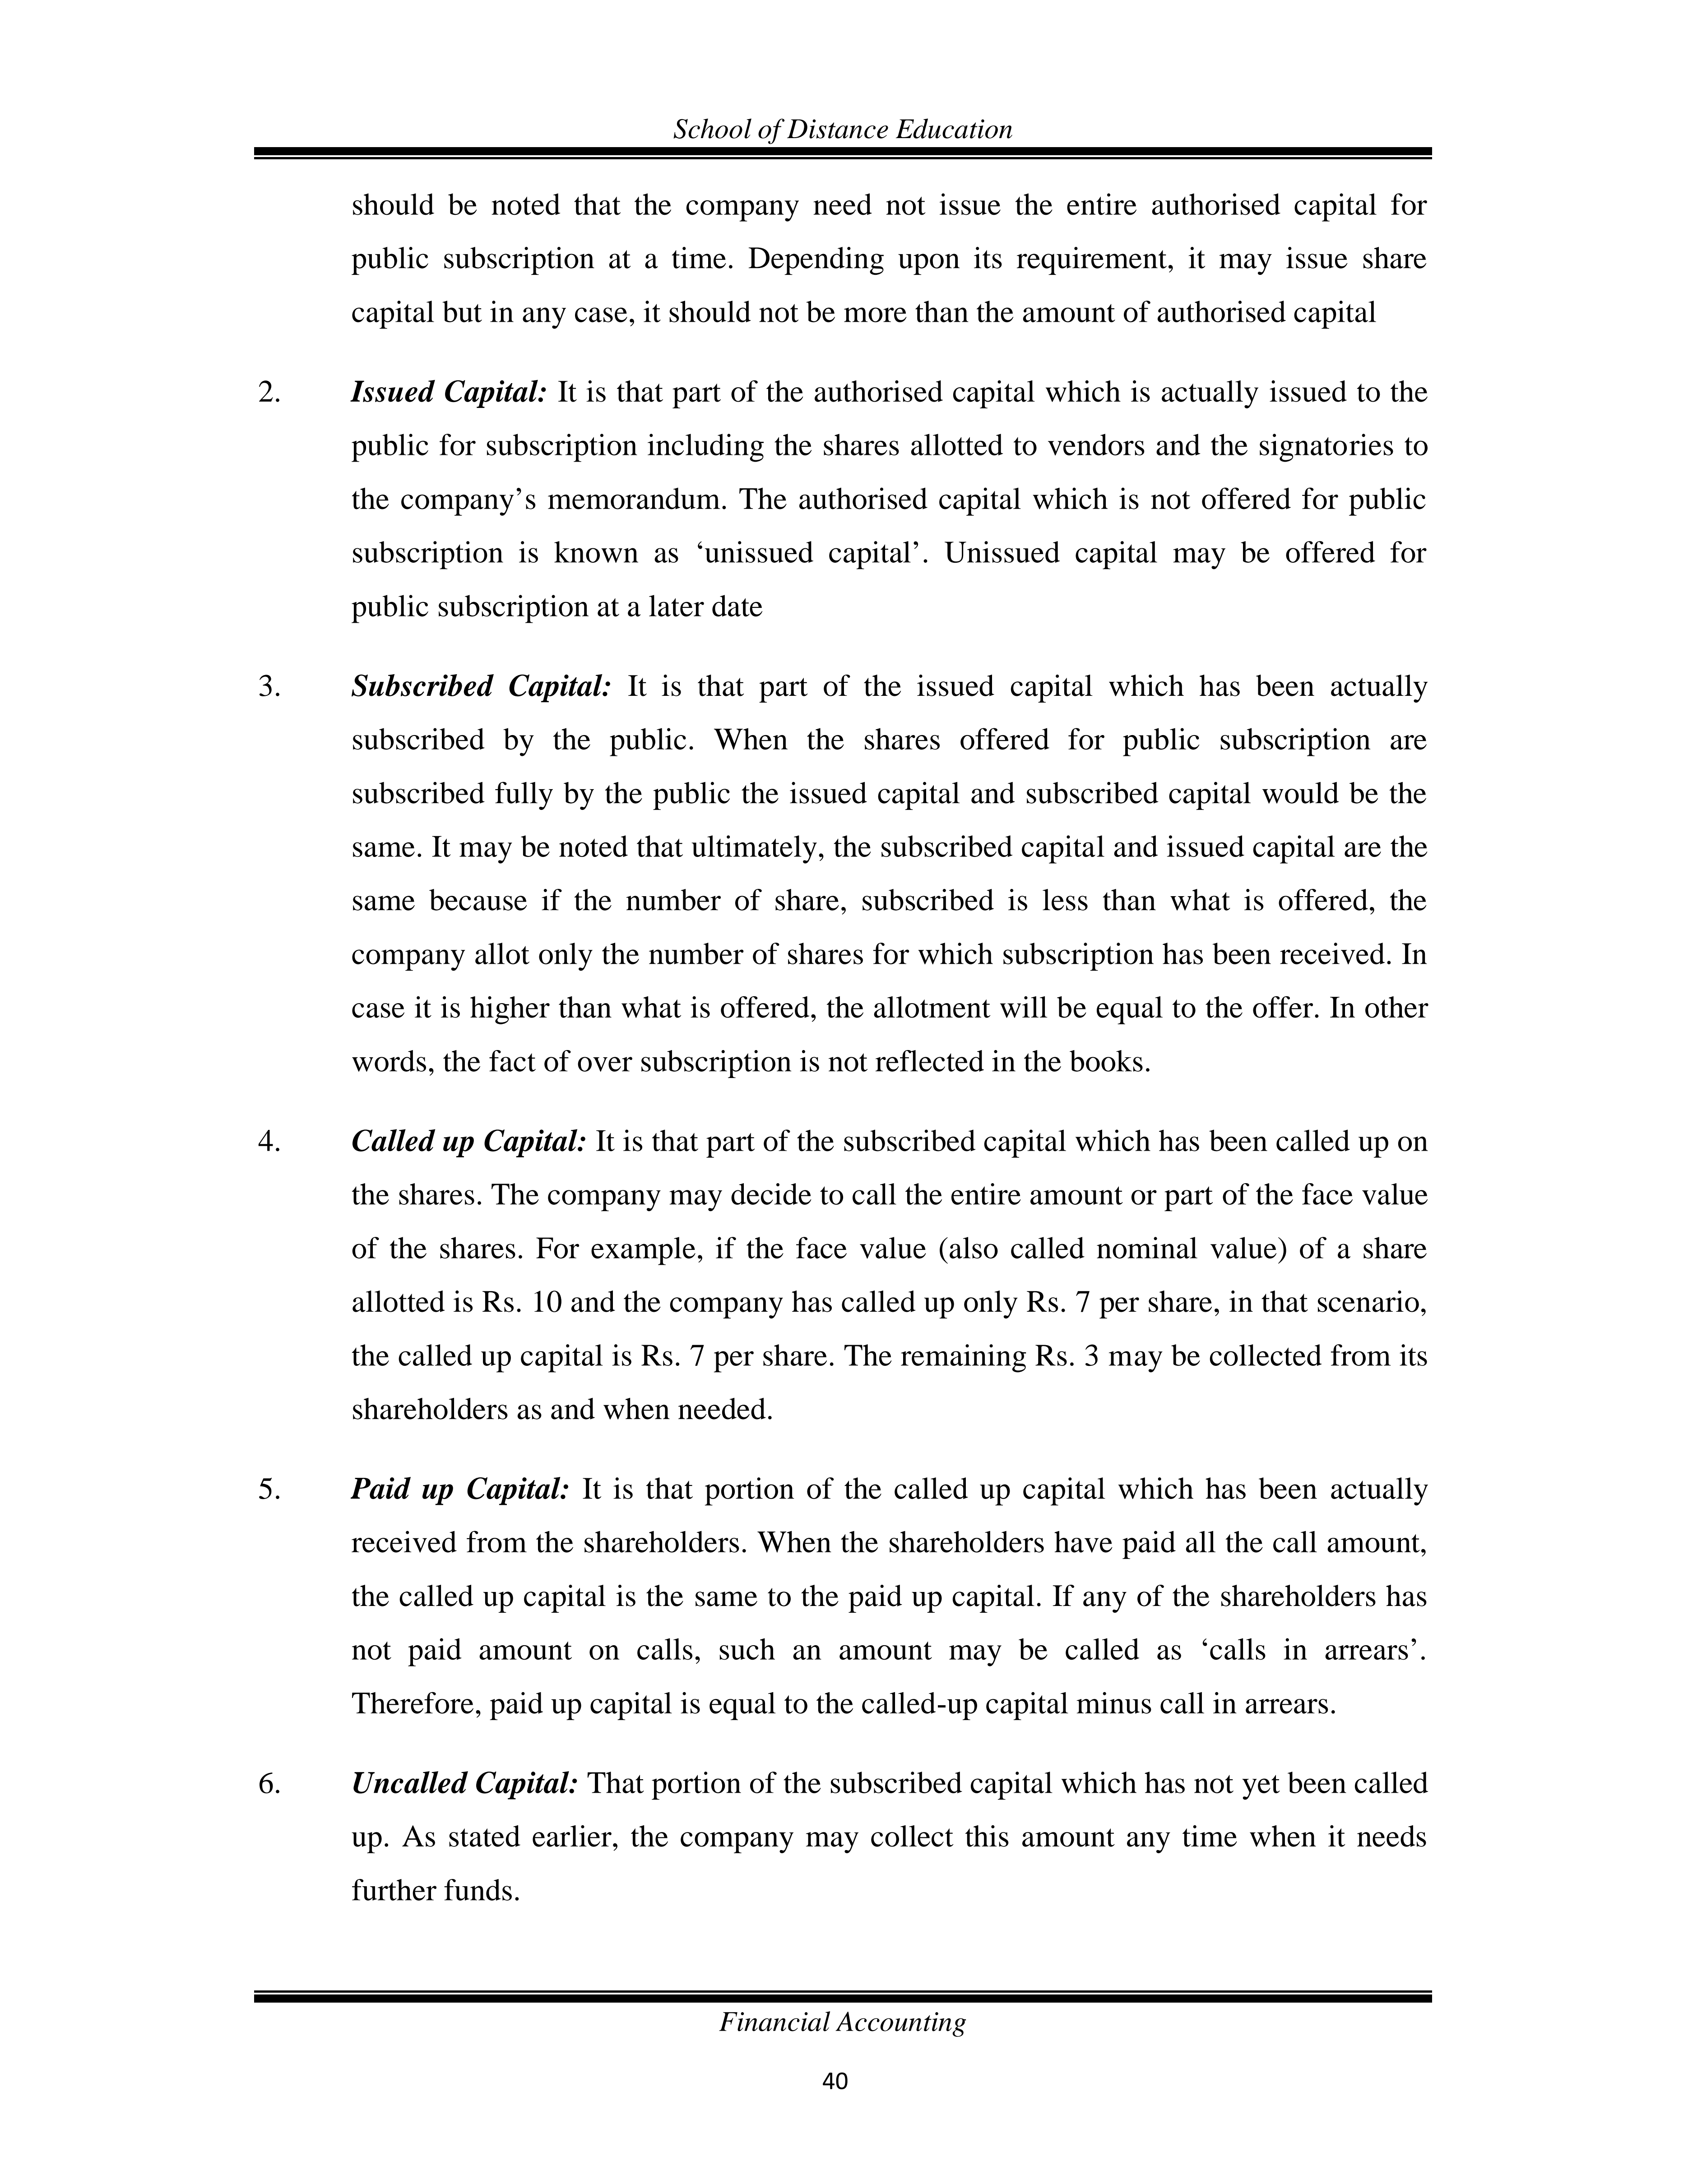 School of Distance Education
should be noted that the company need not issue the entire authorised capital for
public subscription at a time. Depending upon its requirement, it may issue share
capital but in any case, it should not be more than the amount of authorised capital
2. Issued Capital: It is that part of the authorised capital which is actually issued to the
public for subscription including the shares allotted to vendors and the signatories to
the company’s memorandum. The authorised capital which is not offered for public
subscription is known as ‘unissued capital’. Unissued capital may be offered for
public subscription at a later date
3. Subscribed Capital: It is that part of the issued capital which has been actually
subscribed by the public. When the shares offered for public subscription are
subscribed fully by the public the issued capital and subscribed capital would be the
same. It may be noted that ultimately, the subscribed capital and issued capital are the
same because if the number of share, subscribed is less than what is offered, the
company allot only the number of shares for which subscription has been received. In
case it is higher than what is offered, the allotment will be equal to the offer. In other
words, the fact of over subscription is not reflected in the books.
4. Called up Capital: It is that part of the subscribed capital which has been called up on
the shares. The company may decide to call the entire amount or part of the face value
of the shares. For example, if the face value (also called nominal value) of a share
allotted is Rs. 10 and the company has called up only Rs. 7 per share, in that scenario,
the called up capital is Rs. 7 per share. The remaining Rs. 3 may be collected from its
shareholders as and when needed.
5. Paid up Capital: It is that portion of the called up capital which has been actually
received from the shareholders. When the shareholders have paid all the call amount,
the called up capital is the same to the paid up capital. If any of the shareholders has
not paid amount on calls, such an amount may be called as ‘calls in arrears’.
Therefore, paid up capital is equal to the called-up capital minus call in arrears.
6. Uncalled Capital: That portion of the subscribed capital which has not yet been called
up. As stated earlier, the company may collect this amount any time when it needs
further funds.
Financial Accounting
40